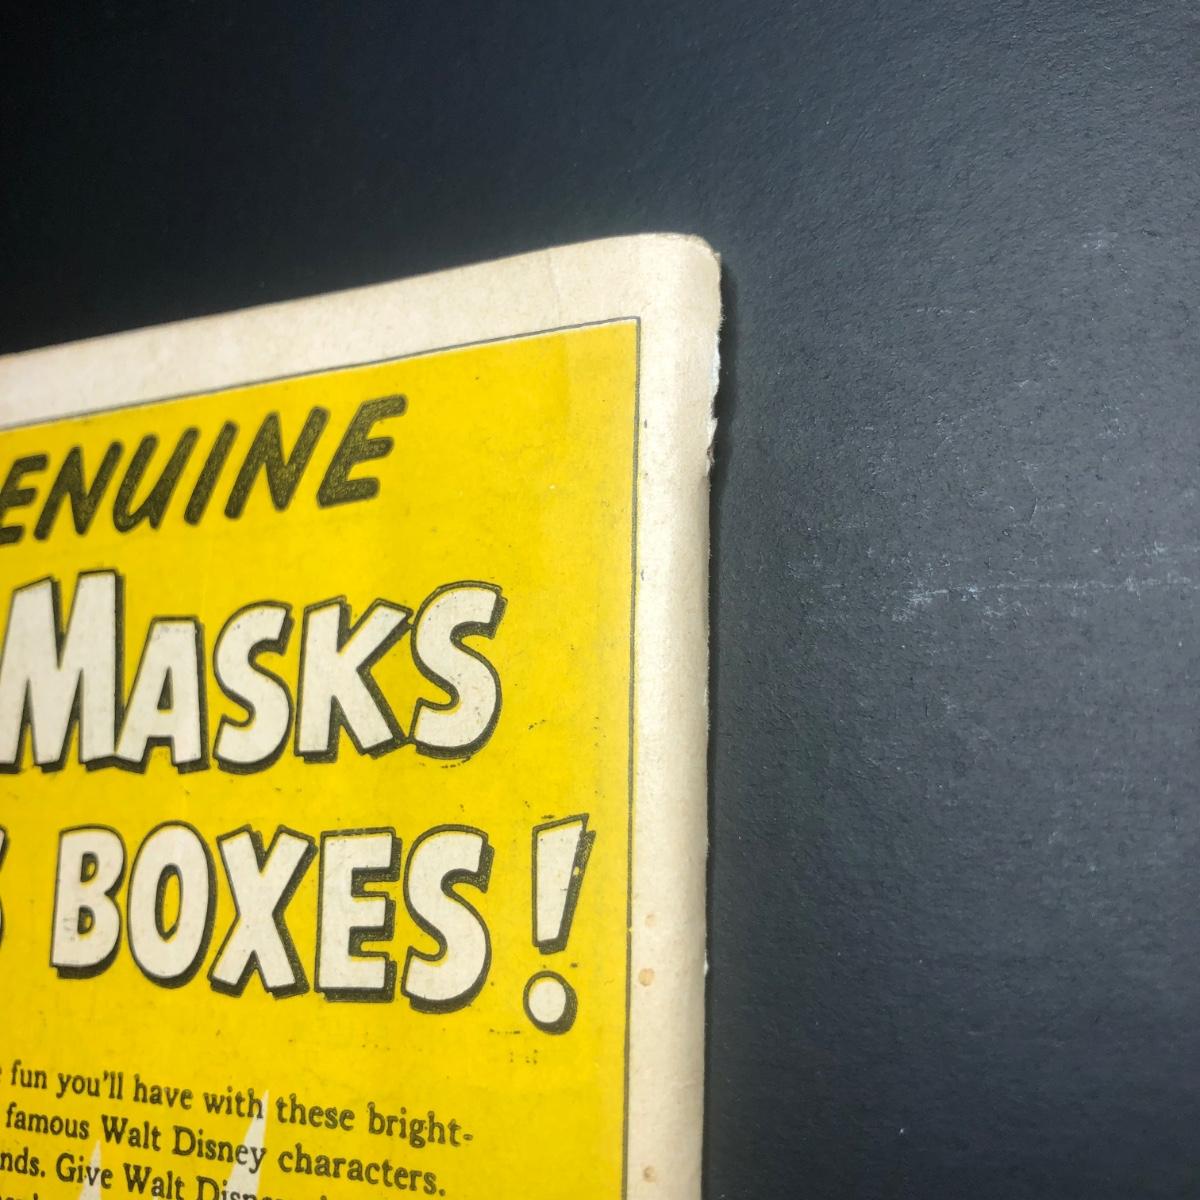 ENUINE
MASKS
BOXES!
fun you'll have with these bright-
famous Walt Disney characters.
nds. Give Walt Disney